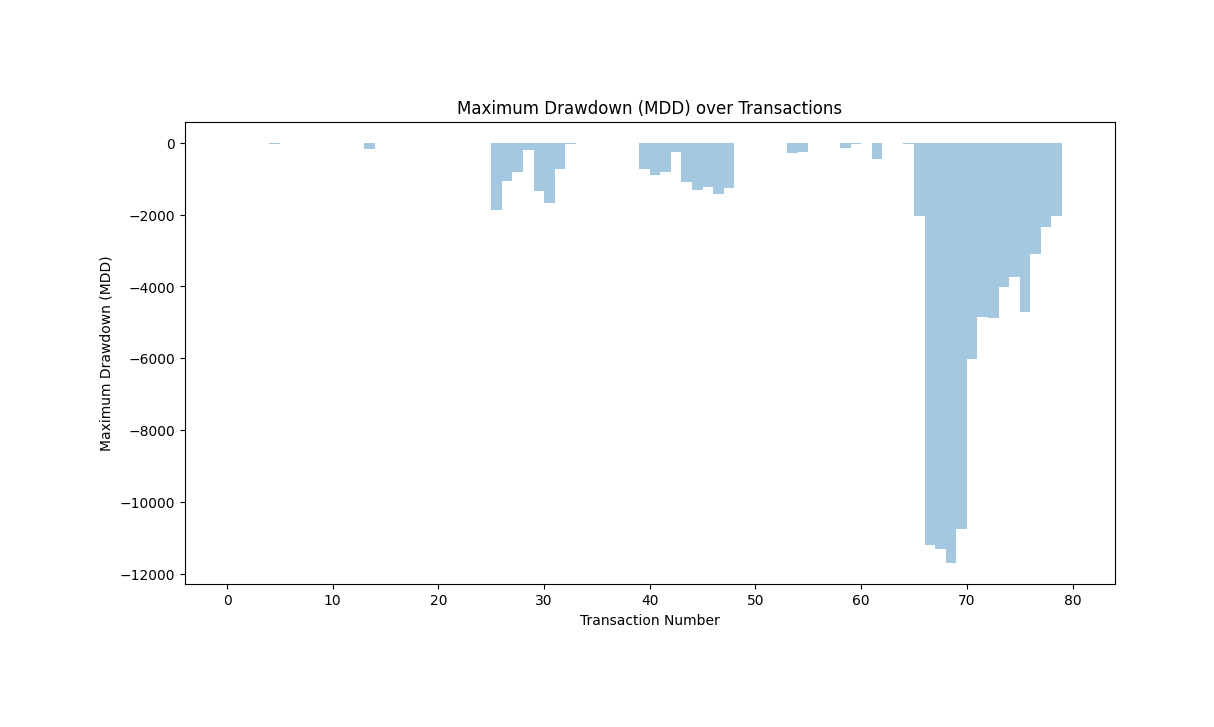 Maximum Drawdown (MDD) over Transactions
0
−2000
−4000
−6000
−8000
−10000
−12000
Maximum Drawdown (MDD)
0 10 20 30 40 50 60 70 80
Transaction Number